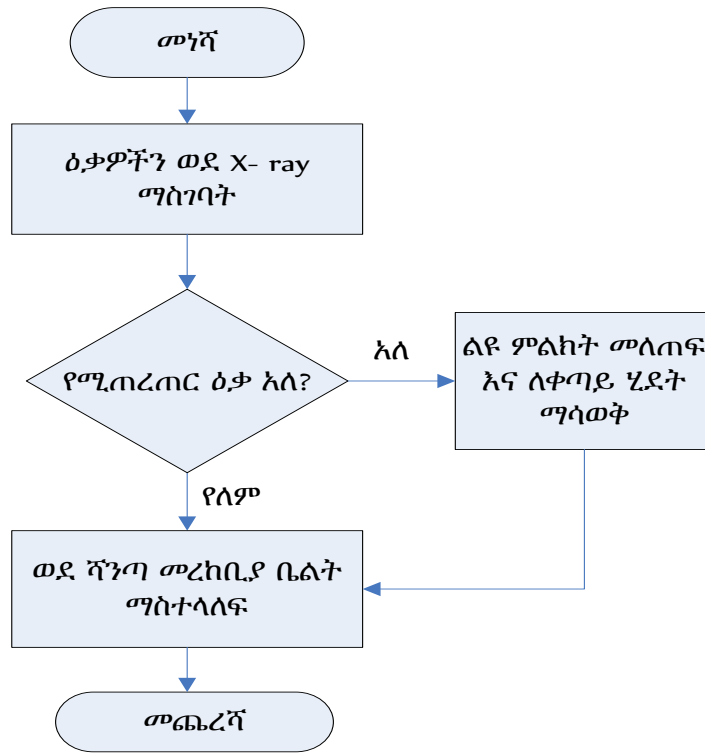 መነሻ
ዕቃዎችን ወደ X- ray
ማስገባት
የሚጠረጠር ዕቃ አለ?
አለ
ልዩ ምልክት መለጠፍ
እና ለቀጣይ ሂደት
ማሳወቅ
የለም
ወደ ሻንጣ መረከቢያ ቤልት
ማስተላለፍ
መጨረሻ